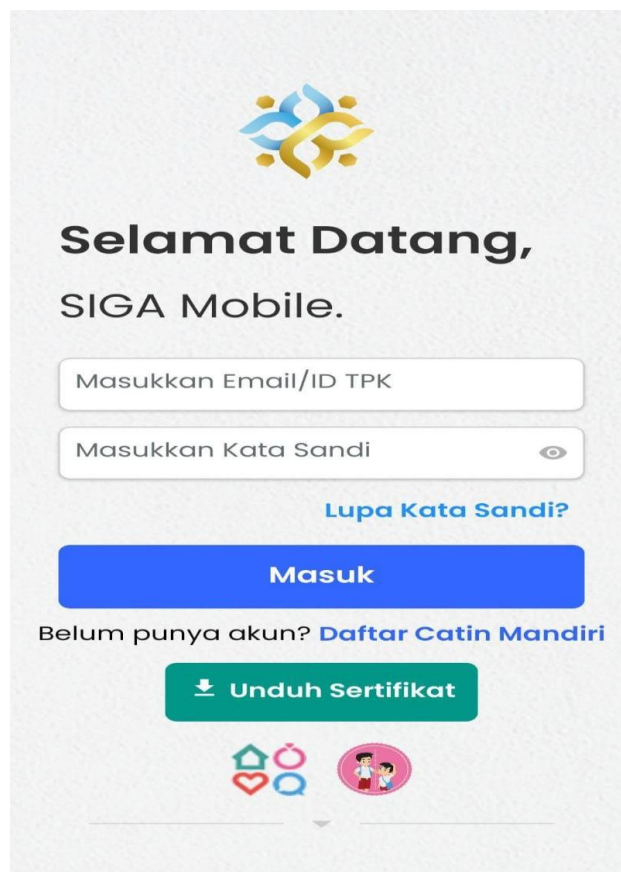 Selamat Datang,
SIGA Mobile.
Masukkan Email/ID TPK
Masukkan Kata Sandi
Lupa Kata Sandi?
Masuk
Belum punya akun? Daftar Catin Mandiri
Unduh Sertifikat